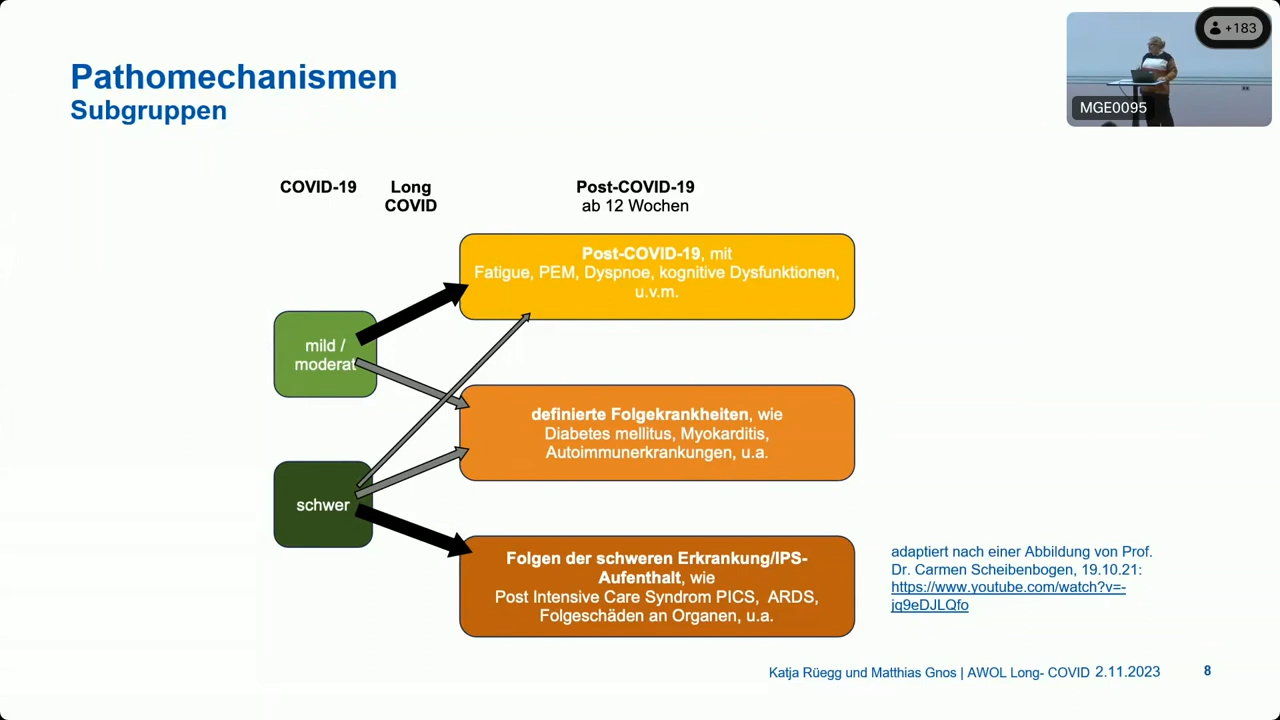 Pathomechanismen
Subgruppen
+183
MGE0095
COVID-19
Long
COVID
Post-COVID-19
ab 12 Wochen
Post-COVID-19, mit
Fatigue, PEM, Dyspnoe, kognitive Dysfunktionen,
u.v.m.
mild /
moderat
definierte Folgekrankheiten, wie
Diabetes mellitus, Myokarditis,
Autoimmunerkrankungen, u.a.
schwer
Folgen der schweren Erkrankung/IPS-
Aufenthalt, wie
Post Intensive Care Syndrom PICS, ARDS,
Folgeschäden an Organen, u.a.
adaptiert nach einer Abbildung von Prof.
Dr. Carmen Scheibenbogen, 19.10.21:
https://www.youtube.com/watch?v=-
jq9eDJLQfo
Katja Rüegg und Matthias Gnos | AWOL Long- COVID 2.11.2023
8